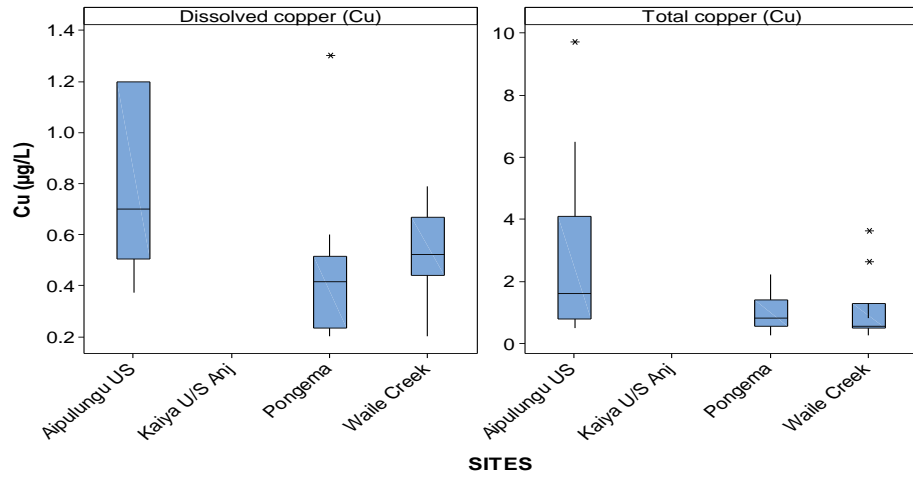 Dissolved copper (Cu)
Total copper (Cu)
Cu (µg/L)
1.4
1.2
1.0
0.8
0.6
0.4
0.2
10
8
6
4
2
0
Aipulungu US
Kaiya U/S Anj
Pongema
Waile Creek
Aipulungu US
Kaiya U/S Anj
Pongema
Waile Creek
SITES